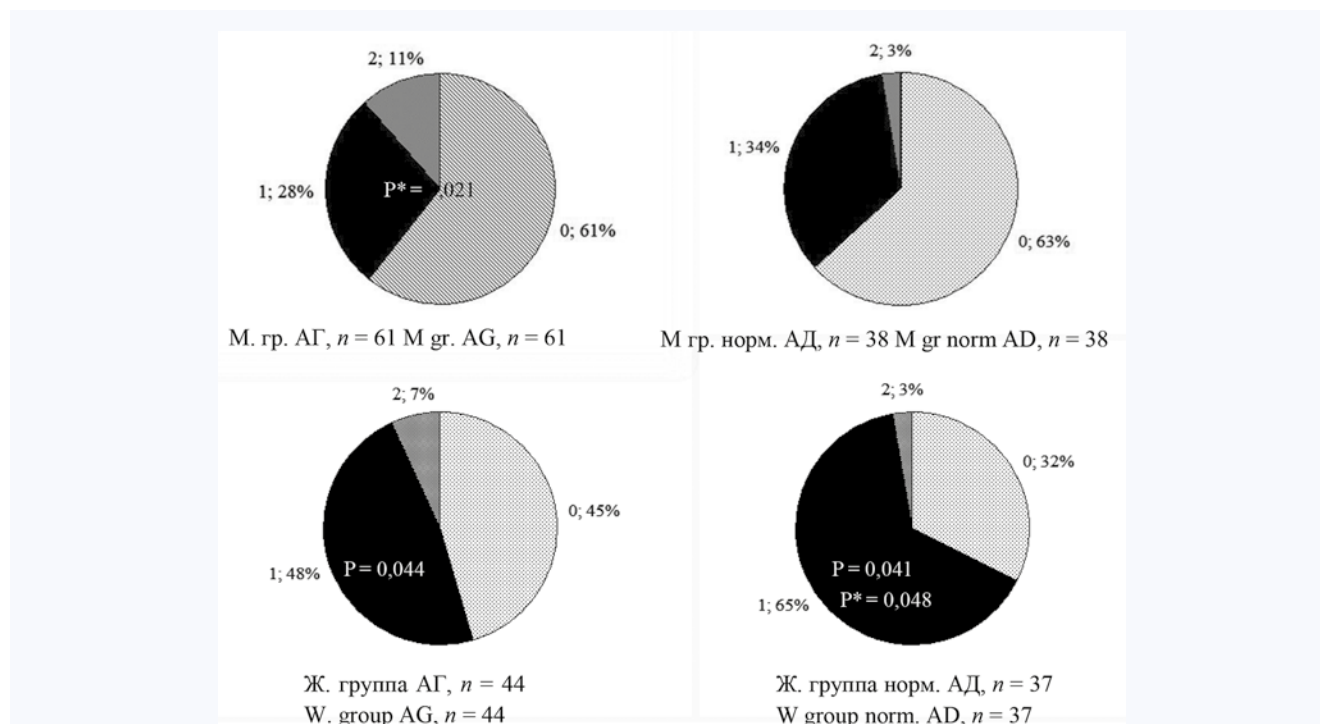 2; 11%
1; 28%
P* = ,021
0; 61%
М. гр. АГ, n = 61 M gr. AG, n = 61
2; 3%
1; 34%
0; 63%
М гр. норм. АД, n = 38 M gr norm AD, n = 38
2; 7%
0; 45%
1; 48%
P = 0,044
Ж. группа АГ, n = 44
W. group AG, n = 44
2; 3%
0; 32%
P = 0,041
P* = 0,048
1; 65%
Ж. группа норм. АД, n = 37
W group norm. AD, n = 37